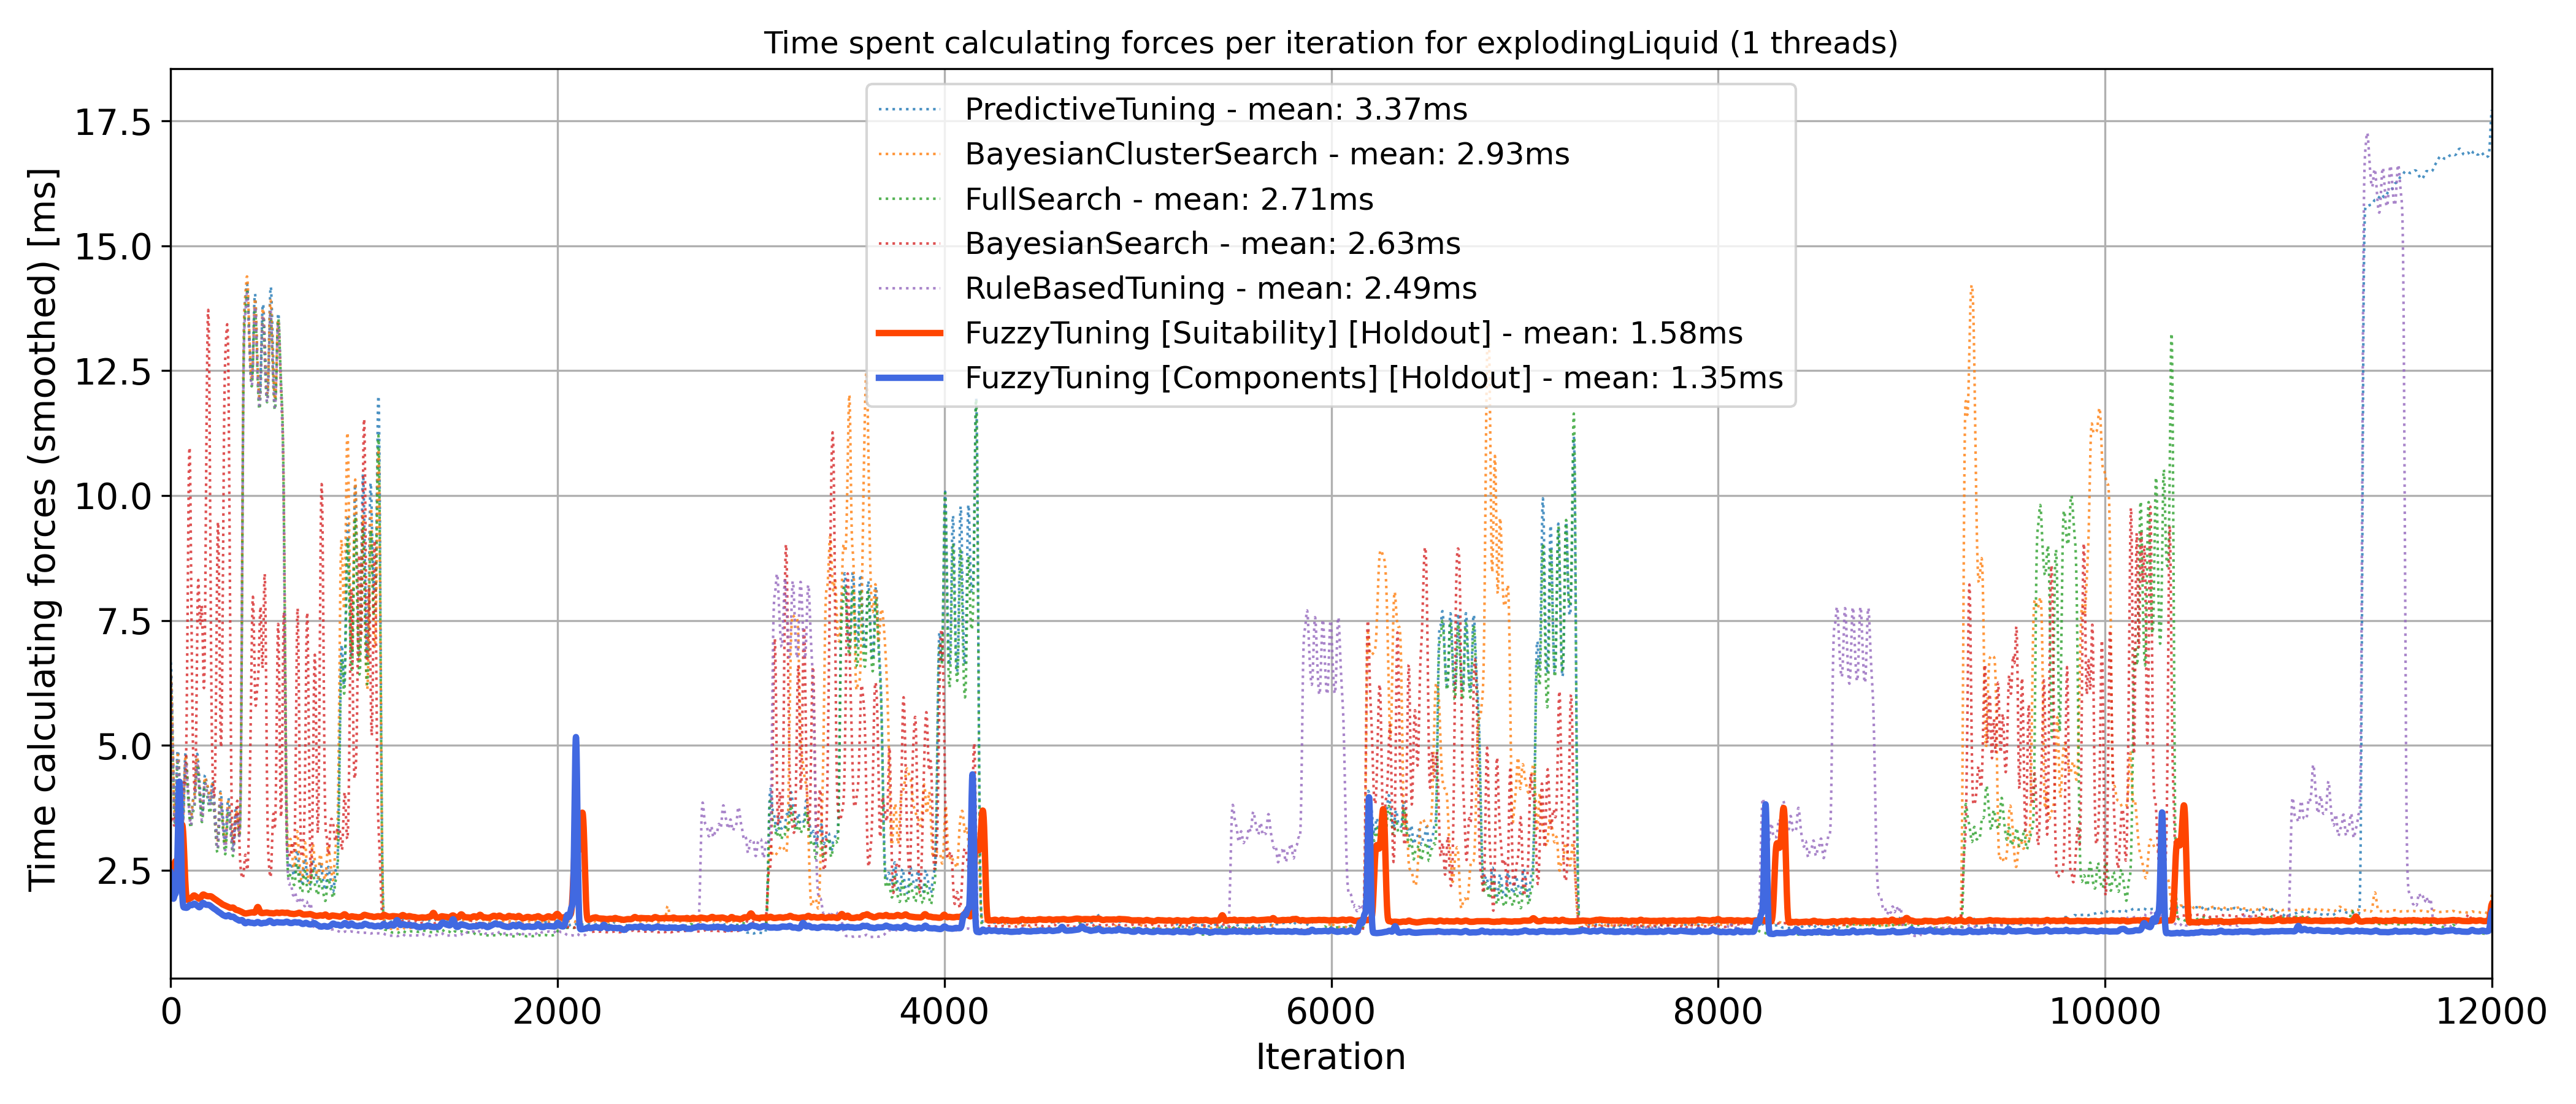 Time spent calculating forces per iteration for explodingLiquid (1 threads)
Time calculating forces (smoothed) [ms]
17.5
15.0
12.5
10.0
7.5
5.0
2.5
PredictiveTuning - mean: 3.37ms
BayesianClusterSearch - mean: 2.93ms
FullSearch - mean: 2.71ms
BayesianSearch - mean: 2.63ms
RuleBasedTuning - mean: 2.49ms
FuzzyTuning [Suitability] [Holdout] - mean: 1.58ms
FuzzyTuning [Components] [Holdout] - mean: 1.35ms
0 2000 4000 6000 8000 10000 12000
Iteration